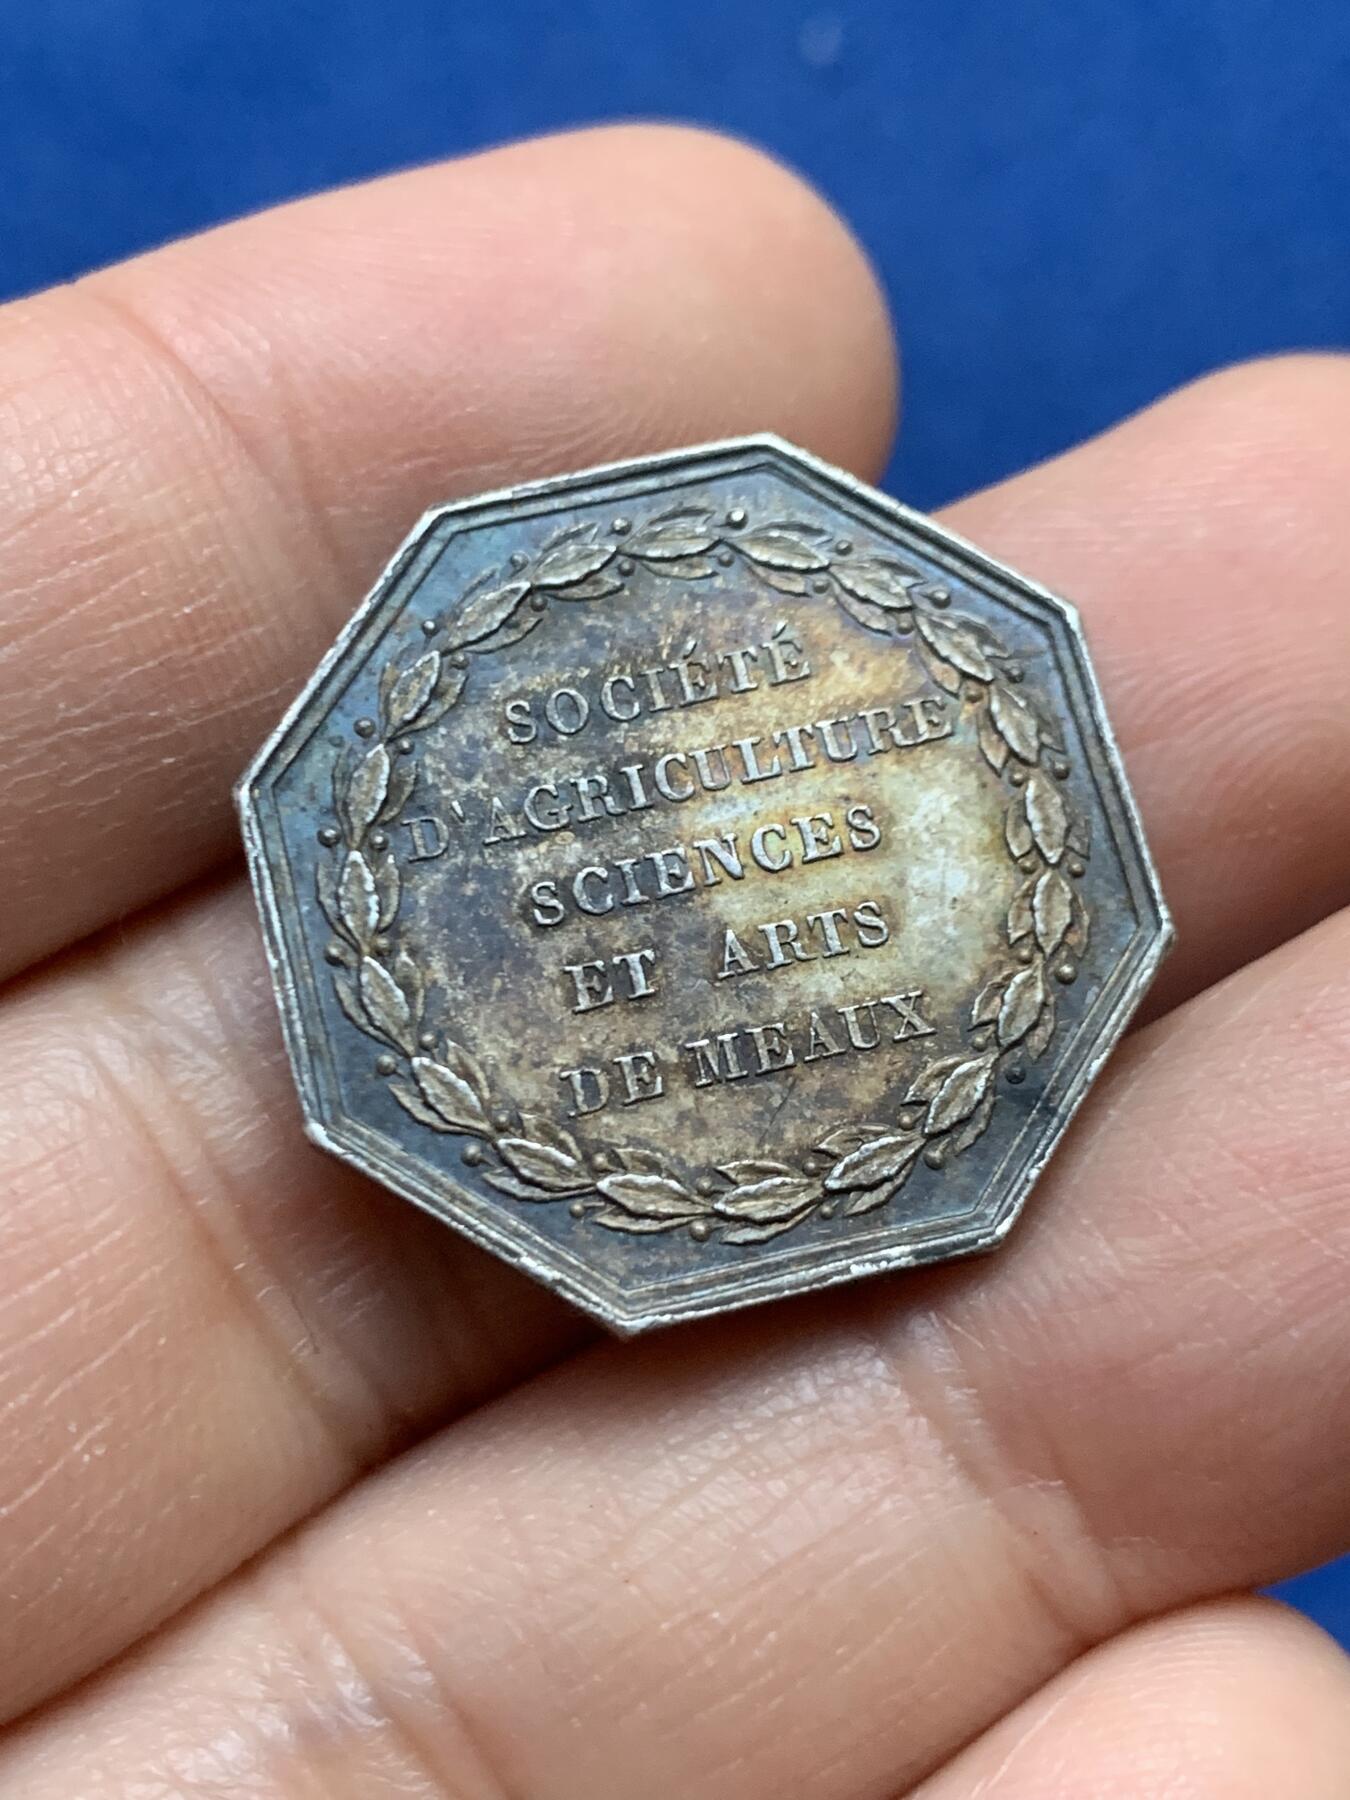 SOCIÉTÉ
D'AGRICULTURE
SCIENCES
ET ARTS
DE MEAUX